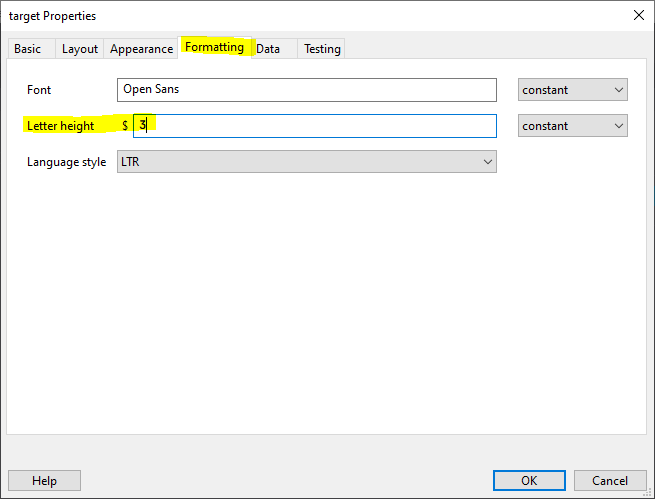 target Properties
Basic Layout Appearance Formatting Data Testing
Font Open Sans constant
Letter height $ 3 constant
Language style LTR
Help OK Cancel